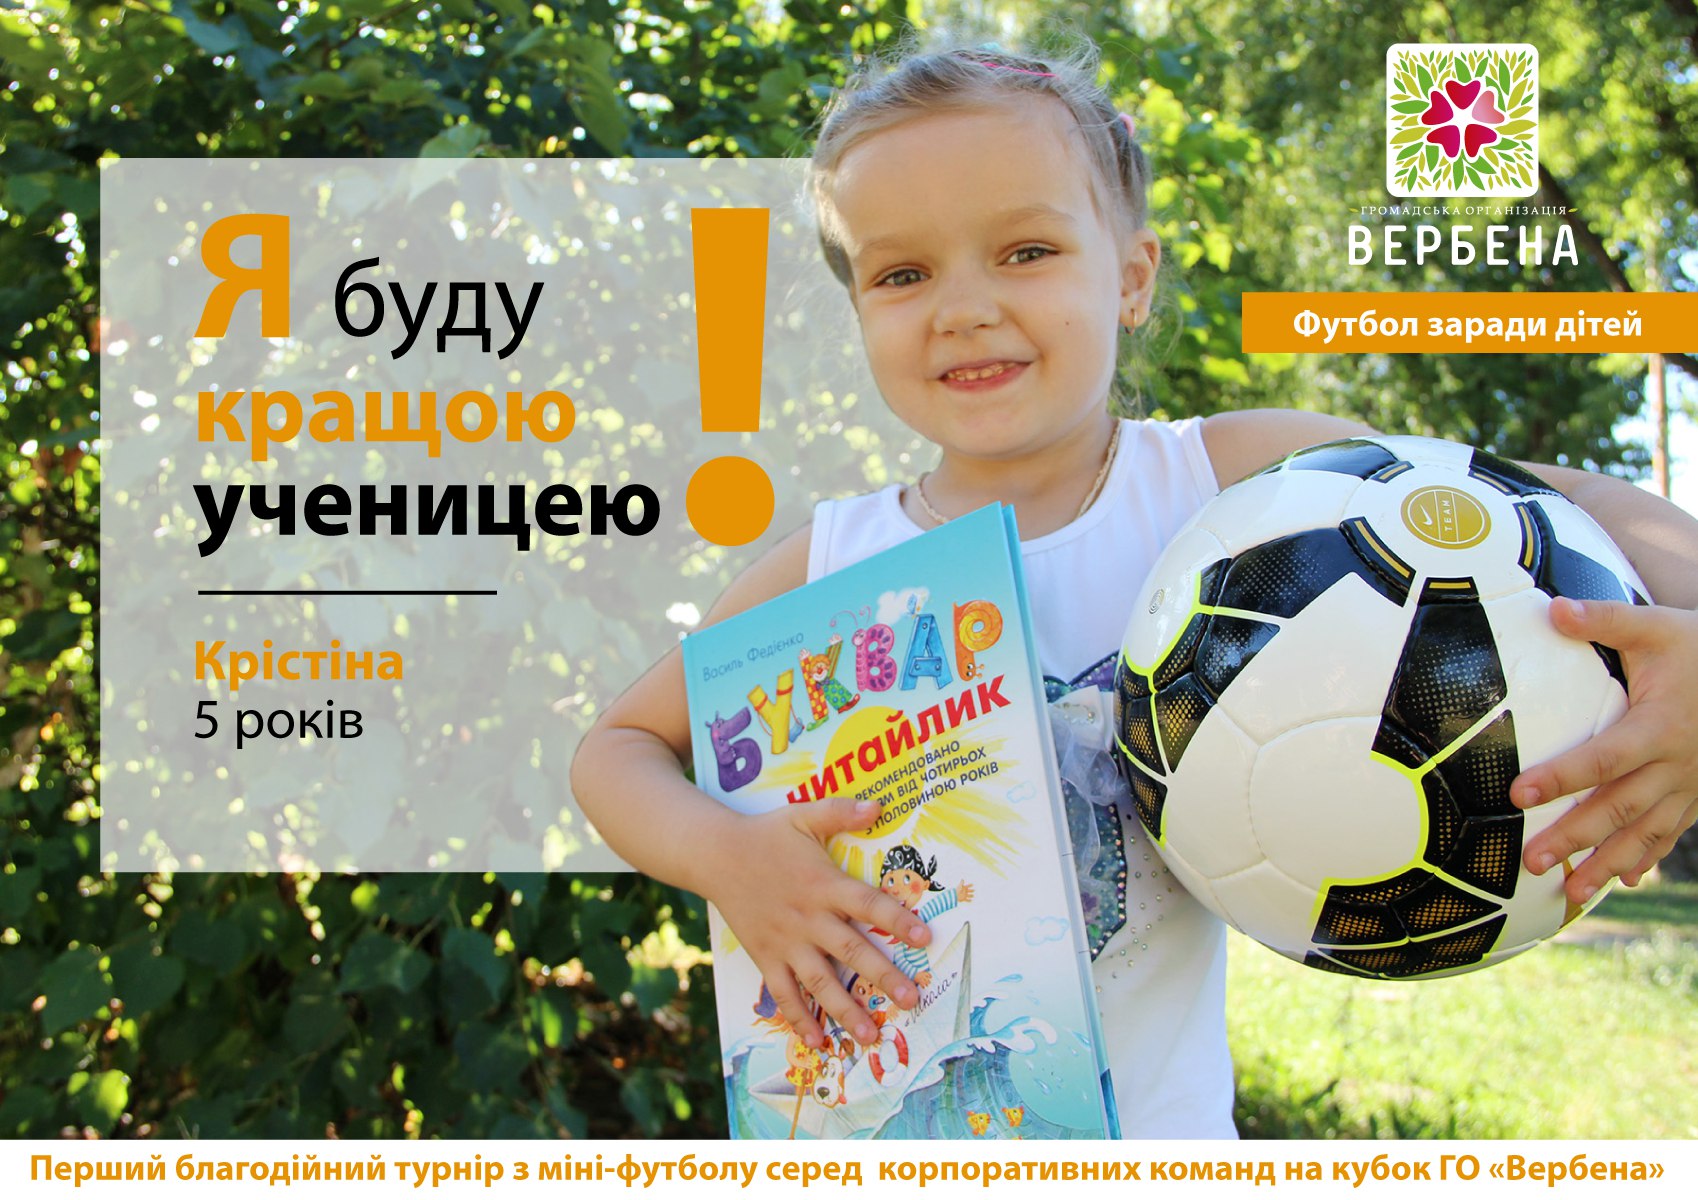 Я буду !
кращою
ученицею
Крістіна
5 років
ГРОМАДСЬКА ОРГАНІЗАЦІЯ
ВЕРБЕНА
Футбол заради дітей
TEAM
Василь Федієнко
БУКВАР
читайлик
РЕКОМЕНДОВАНО
ВІД ЧОТИРЬОХ
З ПОЛОВИНОЮ РОКІВ
«Школа»
Перший благодійний турнір з міні-футболу серед корпоративних команд на кубок ГО «Вербена»